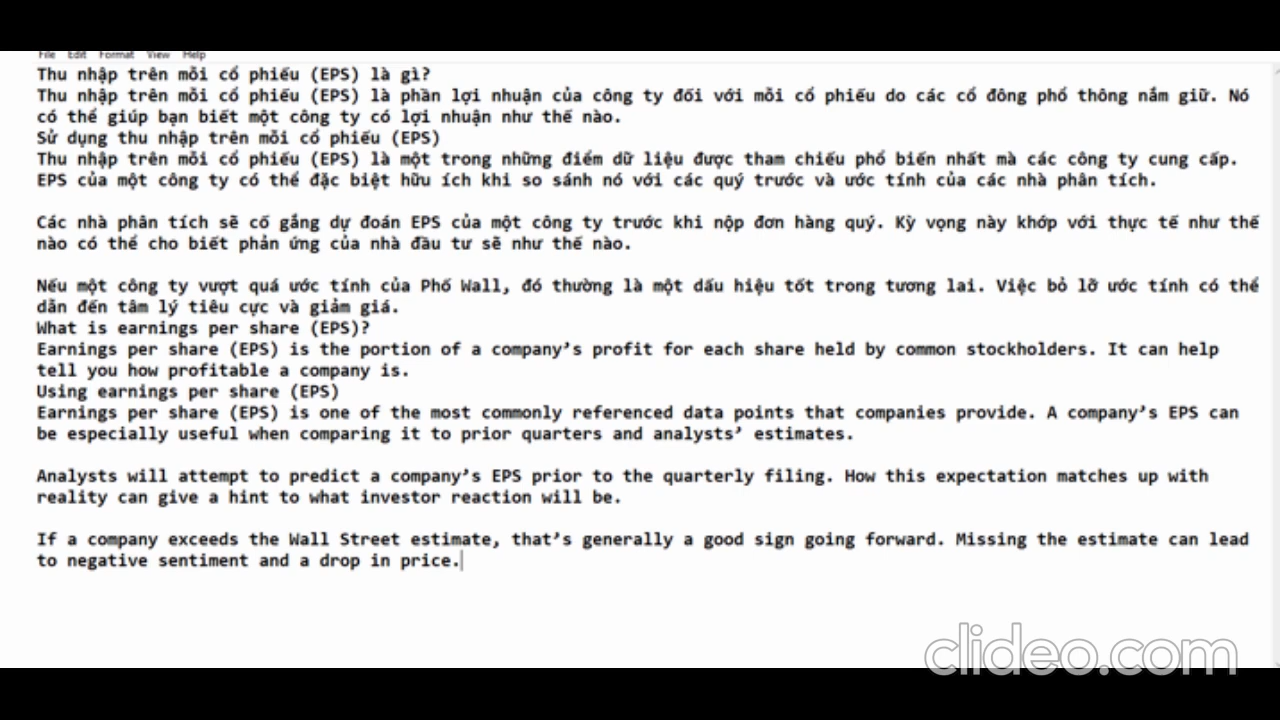 File Edit Format View Help
Thu nhập trên mỗi cổ phiếu (EPS) là gì?
Thu nhập trên mỗi cổ phiếu (EPS) là phần lợi nhuận của công ty đối với mỗi cổ phiếu do các cổ đông phổ thông nắm giữ. Nó
có thể giúp bạn biết một công ty có lợi nhuận như thế nào.
Sử dụng thu nhập trên mỗi cổ phiếu (EPS)
Thu nhập trên mỗi cổ phiếu (EPS) là một trong những điểm dữ liệu được tham chiếu phổ biến nhất mà các công ty cung cấp.
EPS của một công ty có thể đặc biệt hữu ích khi so sánh nó với các quý trước và ước tính của các nhà phân tích.
Các nhà phân tích sẽ cố gắng dự đoán EPS của một công ty trước khi nộp đơn hàng quý. Kỳ vọng này khớp với thực tế như thế
nào có thể cho biết phản ứng của nhà đầu tư sẽ như thế nào.
Nếu một công ty vượt quá ước tính của Phố Wall, đó thường là một dấu hiệu tốt trong tương lai. Việc bỏ lỡ ước tính có thể
dẫn đến tâm lý tiêu cực và giảm giá.
What is earnings per share (EPS)?
Earnings per share (EPS) is the portion of a company’s profit for each share held by common stockholders. It can help
tell you how profitable a company is.
Using earnings per share (EPS)
Earnings per share (EPS) is one of the most commonly referenced data points that companies provide. A company’s EPS can
be especially useful when comparing it to prior quarters and analysts’ estimates.
Analysts will attempt to predict a company’s EPS prior to the quarterly filing. How this expectation matches up with
reality can give a hint to what investor reaction will be.
If a company exceeds the Wall Street estimate, that’s generally a good sign going forward. Missing the estimate can lead
to negative sentiment and a drop in price.
clideo.com